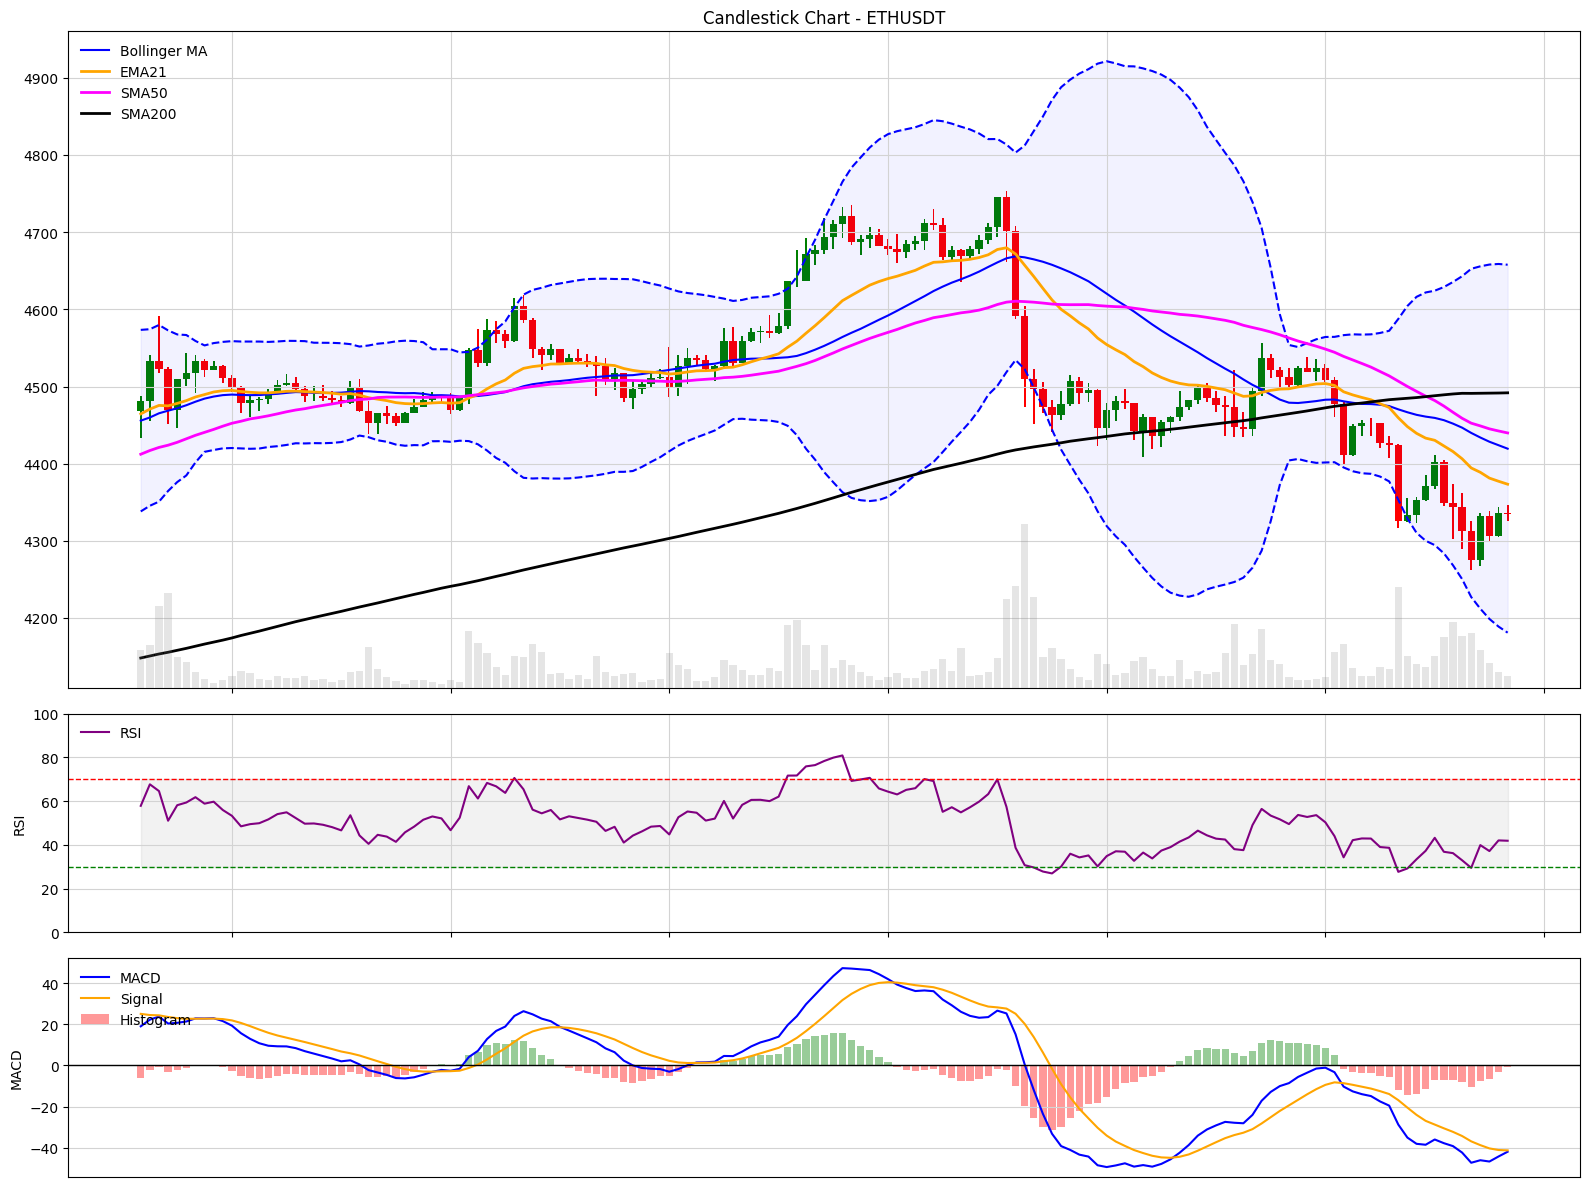 Candlestick Chart - ETHUSDT
Bollinger MA
EMA21
SMA50
SMA200
4900
4800
4700
4600
4500
4400
4300
4200
RSI
100
80
60
40
20
0
RSI
MACD
Signal
Histogram
40
20
0
−20
−40
MACD